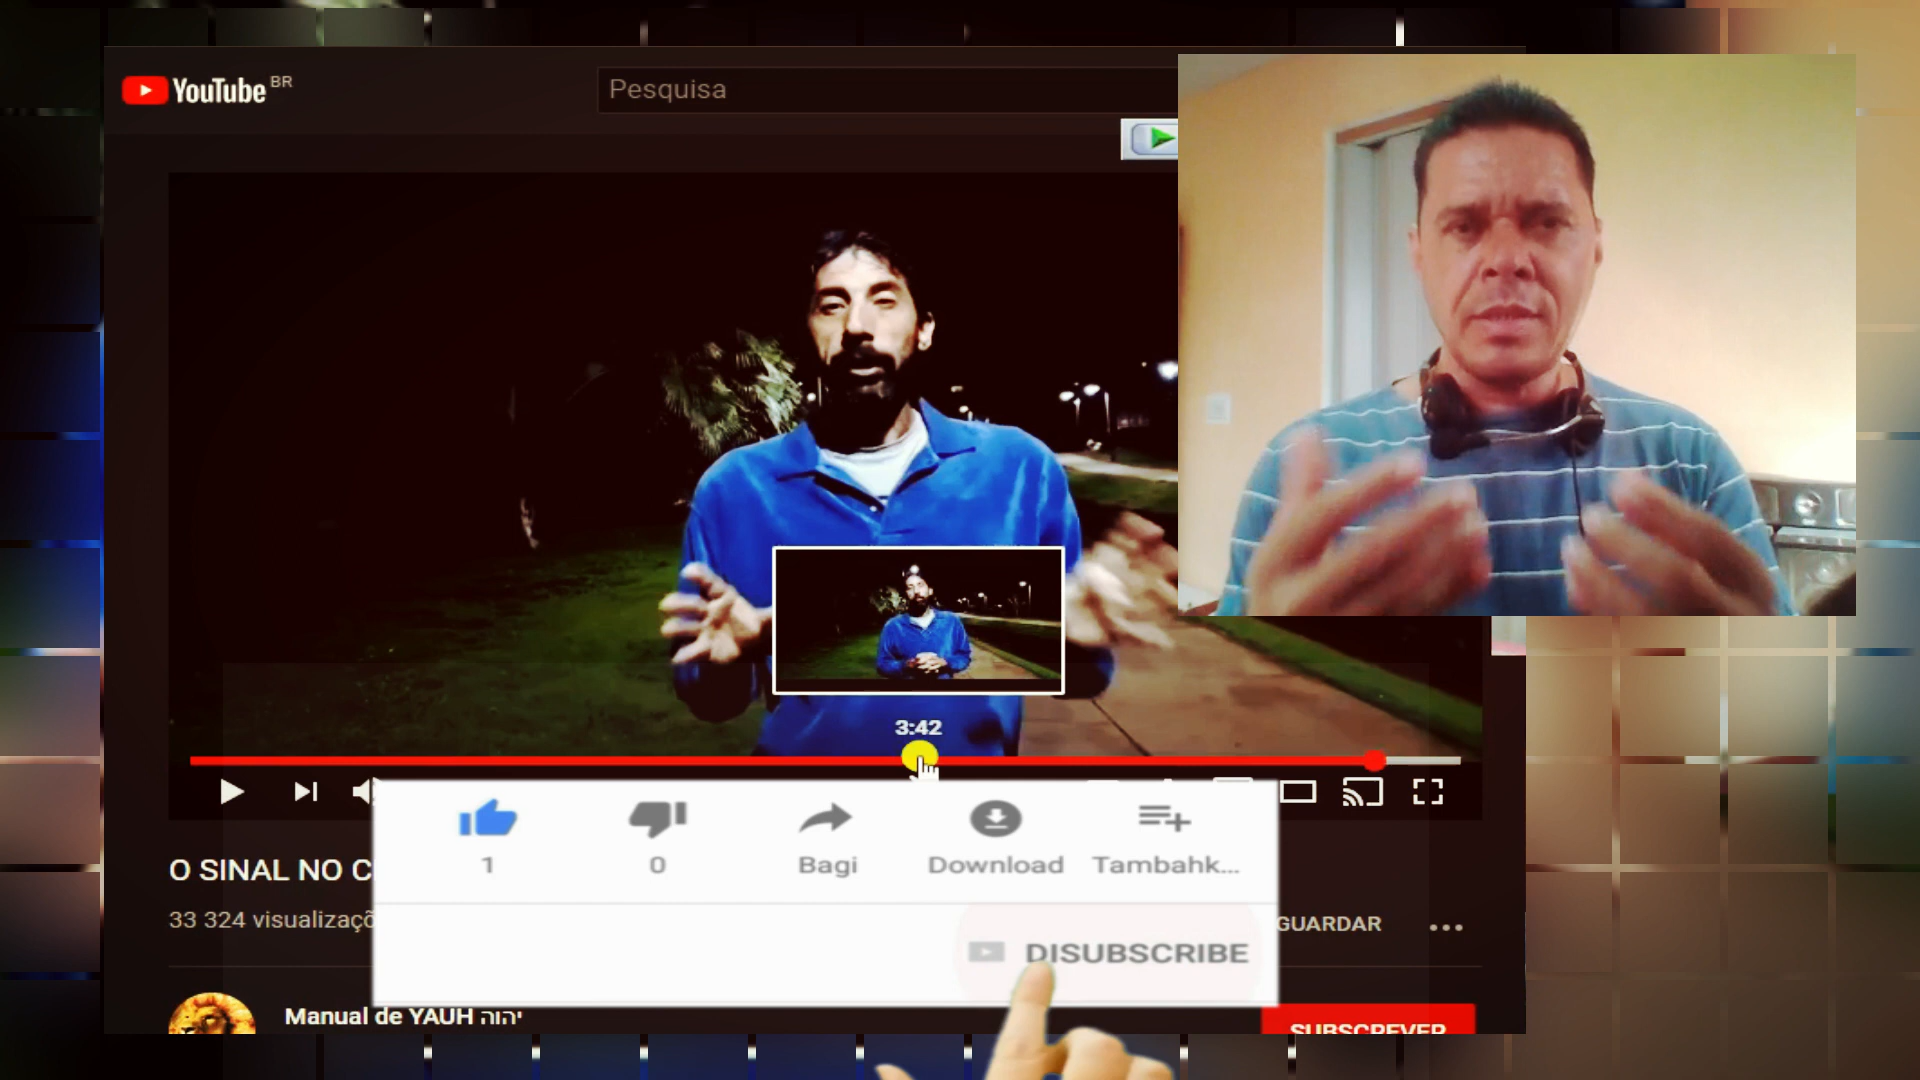 YouTube BR
Pesquisa
3:42
1
0
Bagi
Download
Tambahk...
O SINAL NO C
33 324 visualizaçõ
GUARDAR
DISUBSCRIBE
Manual de YAUH יהוה
SUBSCREVER